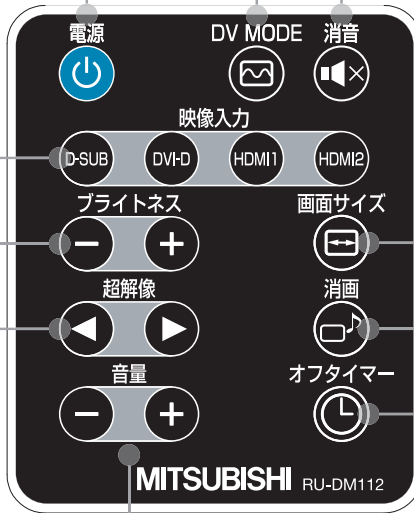 電源 DV MODE 消音
映像入力
D-SUB DVI-D HDMI1 HDMI2
ブライトネス 画面サイズ
超解像 消画
音量 オフタイマー
MITSUBISHI RU-DM112